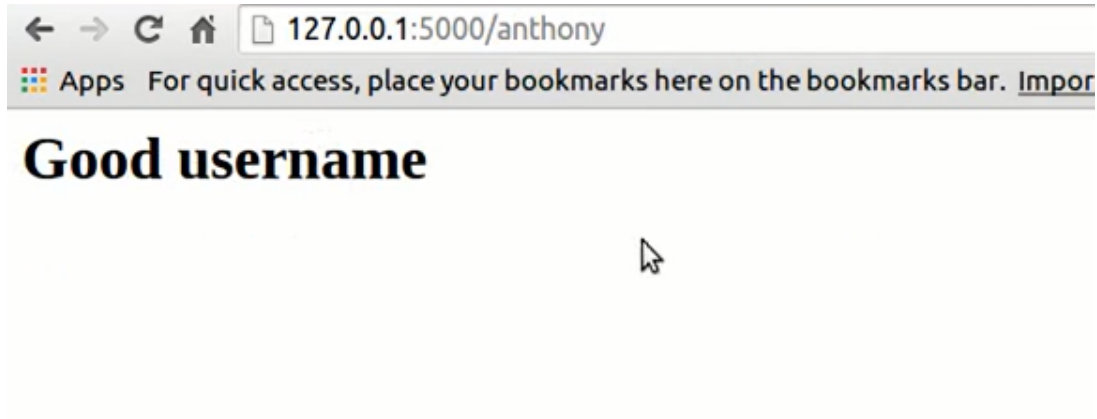 127.0.0.1:5000/anthony
Apps For quick access, place your bookmarks here on the bookmarks bar. Impor
Good username